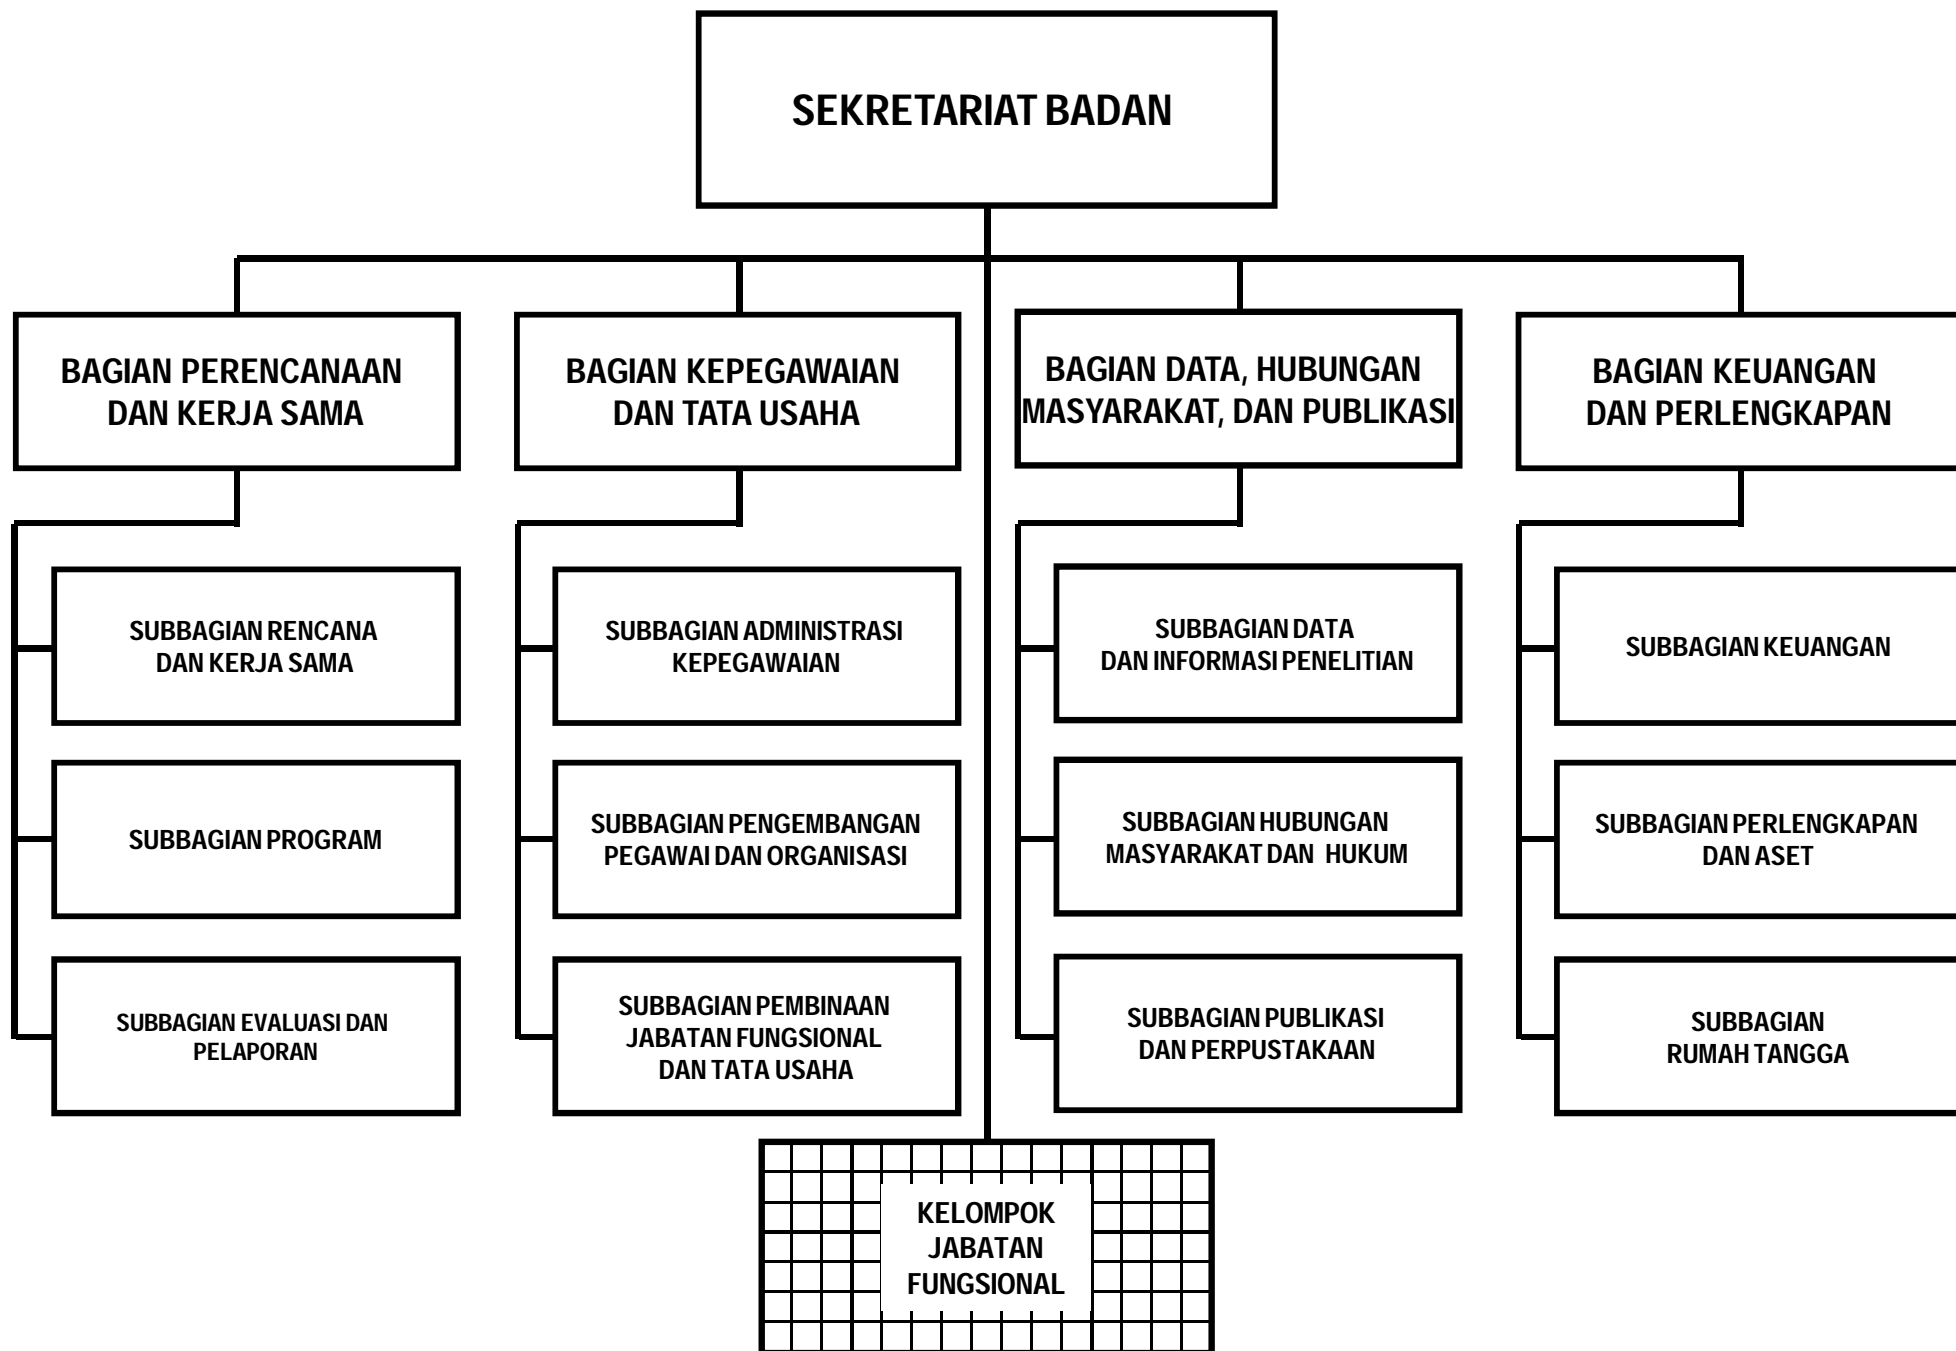 SEKRETARIAT BADAN
BAGIAN PERENCANAAN
DAN KERJA SAMA
BAGIAN KEPEGAWAIAN
DAN TATA USAHA
BAGIAN DATA, HUBUNGAN
MASYARAKAT, DAN PUBLIKASI
BAGIAN KEUANGAN
DAN PERLENGKAPAN
SUBBAGIAN RENCANA
DAN KERJA SAMA
SUBBAGIAN ADMINISTRASI
KEPEGAWAIAN
SUBBAGIAN DATA
DAN INFORMASI PENELITIAN
SUBBAGIAN KEUANGAN
SUBBAGIAN PROGRAM
SUBBAGIAN PENGEMBANGAN
PEGAWAI DAN ORGANISASI
SUBBAGIAN HUBUNGAN
MASYARAKAT DAN HUKUM
SUBBAGIAN PERLENGKAPAN
DAN ASET
SUBBAGIAN EVALUASI DAN
PELAPORAN
SUBBAGIAN PEMBINAAN
JABATAN FUNGSIONAL
DAN TATA USAHA
SUBBAGIAN PUBLIKASI
DAN PERPUSTAKAAN
SUBBAGIAN
RUMAH TANGGA
KELOMPOK
JABATAN
FUNGSIONAL